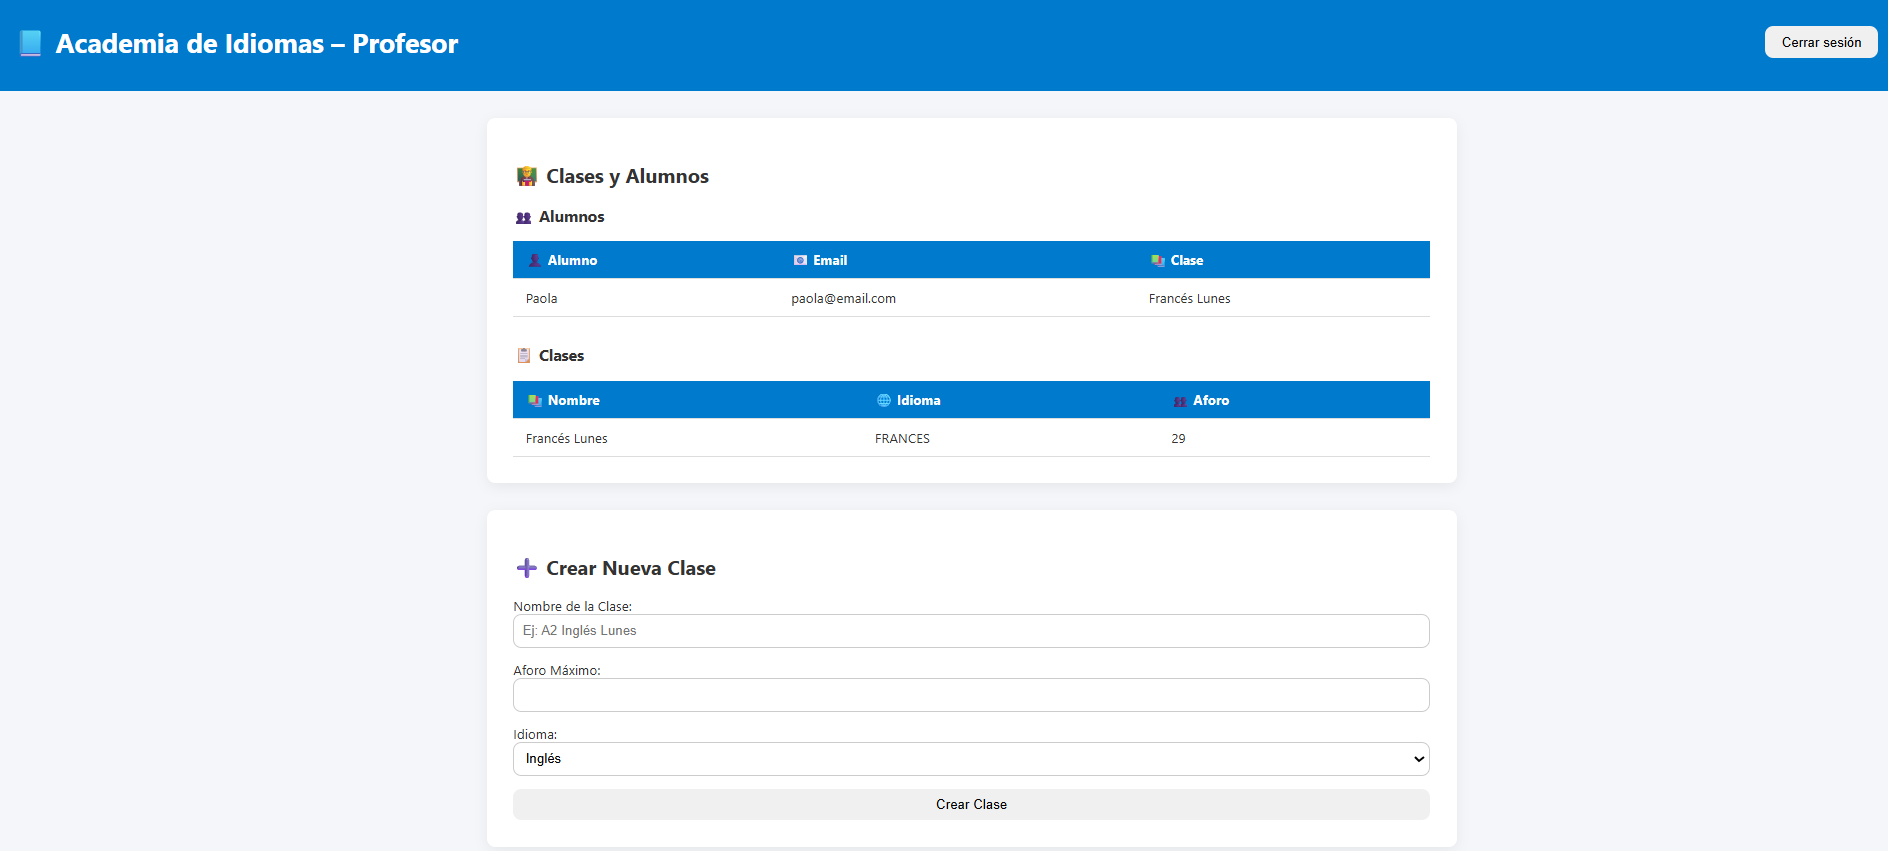 Academia de Idiomas – Profesor
Cerrar sesión
Clases y Alumnos
Alumnos
Alumno Email Clase
Paola paola@email.com Francés Lunes
Clases
Nombre Idioma Aforo
Francés Lunes FRANCES 29
Crear Nueva Clase
Nombre de la Clase:
Ej: A2 Inglés Lunes
Aforo Máximo:
Idioma:
Inglés
Crear Clase